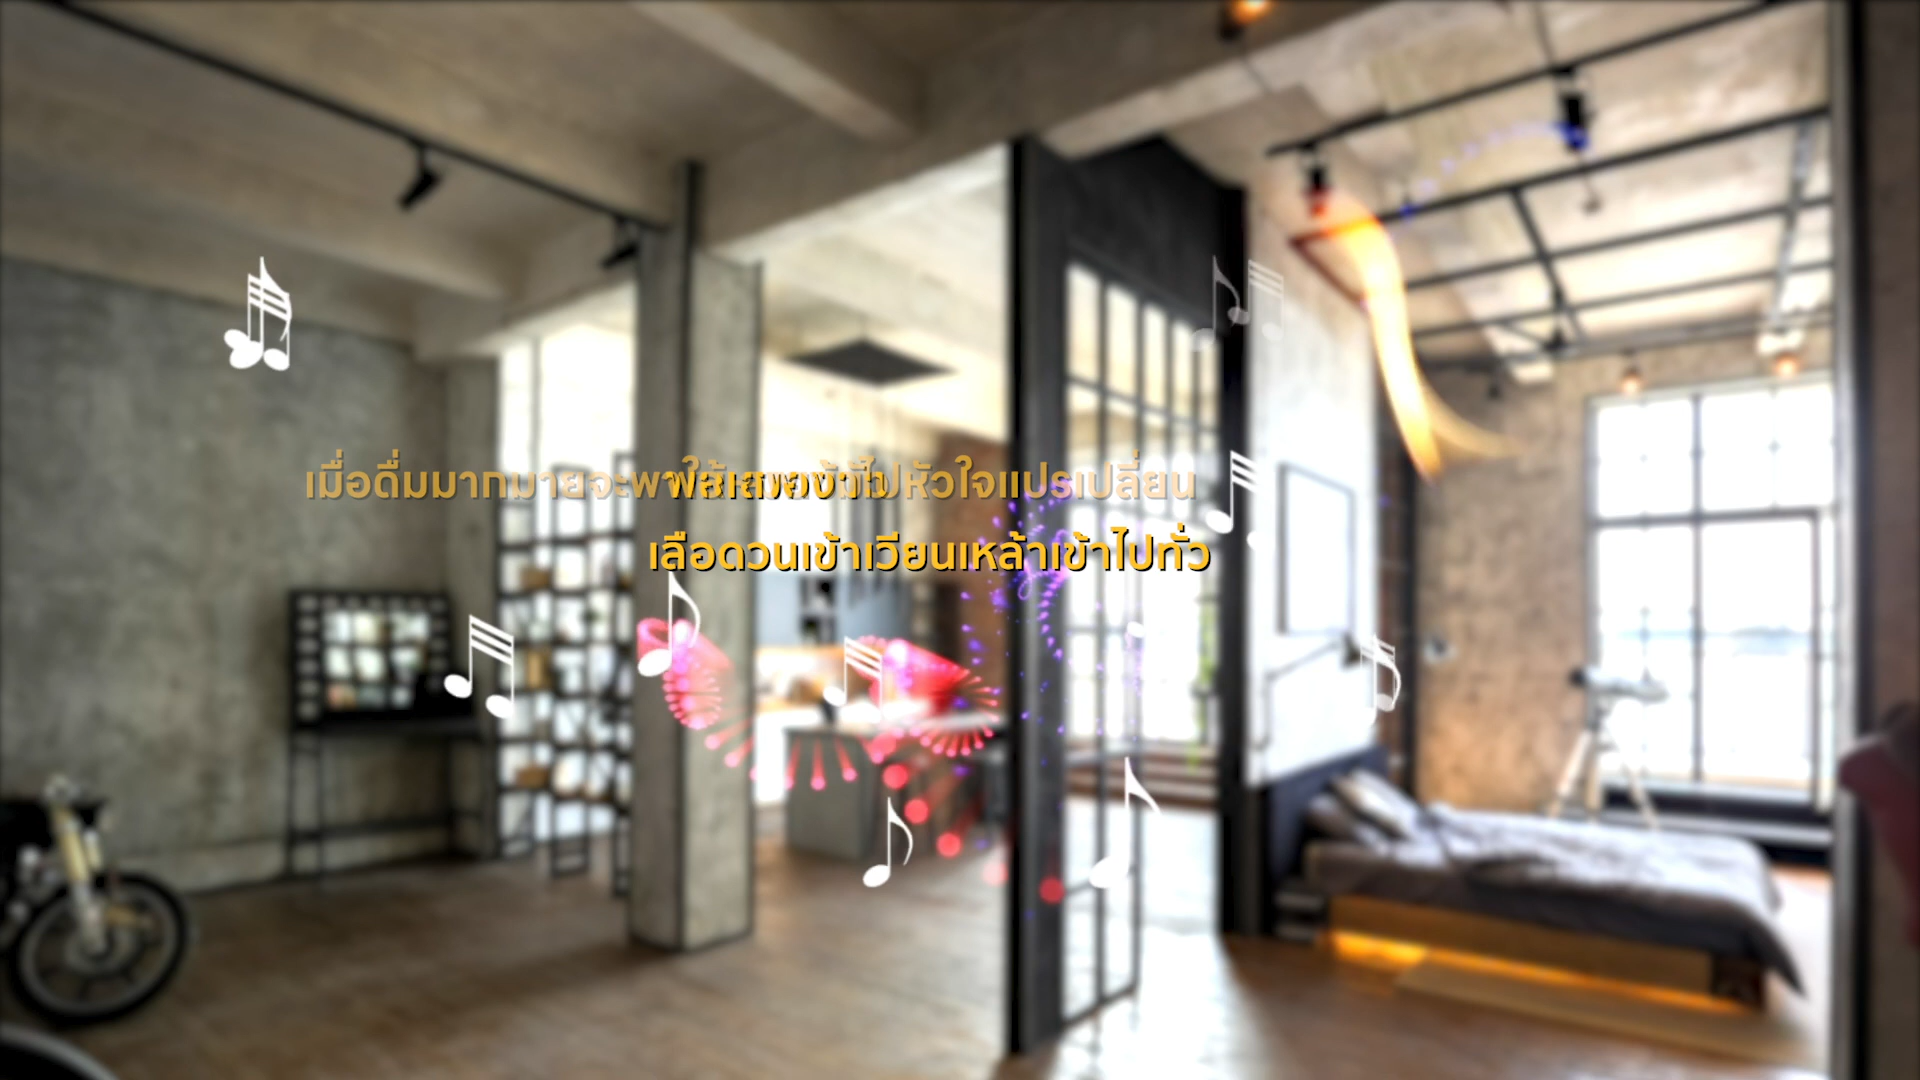 เมื่อดื่มมากมายจะพาให้ หัวใจแปรเปลี่ยน
เลือดวนเข้าเวียนเหล้าเข้าไปทั่ว